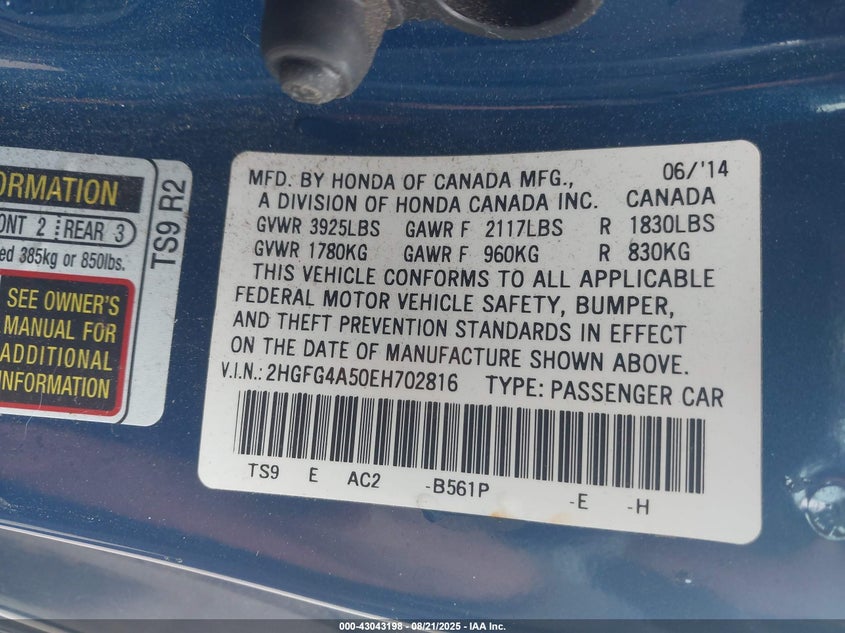 ORMATION
ONT 2 REAR 3
ed 385kg or 850lbs.
SEE OWNER'S
MANUAL FOR
ADDITIONAL
INFORMATION
TS9 R2
MFD. BY HONDA OF CANADA MFG., 06/'14
A DIVISION OF HONDA CANADA INC. CANADA
GVWR 3925LBS GAWR F 2117LBS R 1830LBS
GVWR 1780KG GAWR F 960KG R 830KG
THIS VEHICLE CONFORMS TO ALL APPLICABLE
FEDERAL MOTOR VEHICLE SAFETY, BUMPER,
AND THEFT PREVENTION STANDARDS IN EFFECT
ON THE DATE OF MANUFACTURE SHOWN ABOVE.
V.I.N.: 2HGFG4A50EH702816 TYPE: PASSENGER CAR
TS9 E AC2 -B561P -E -H
000-43043198 - 08/21/2025 - IAA Inc.